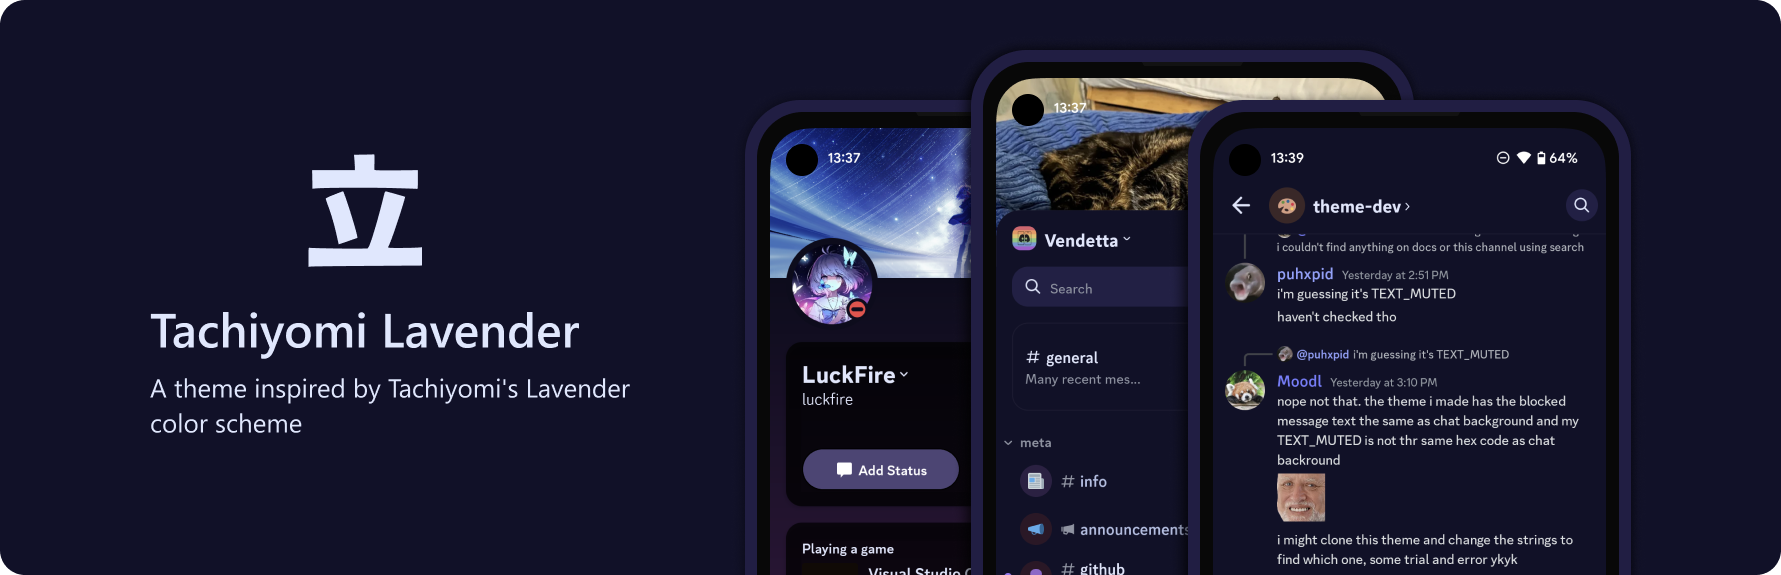 立
Tachiyomi Lavender
A theme inspired by Tachiyomi's Lavender
color scheme
13:37
LuckFire
luckfire
Add Status
Playing a game
Visual Studio
13:37
Vendetta
Search
# general
Many recent mes...
meta
# info
announcements
# github
13:39
64%
theme-dev
i couldn't find anything on docs or this channel using search
puhxpid Yesterday at 2:51 PM
i'm guessing it's TEXT_MUTED
haven't checked tho
@puhxpid i'm guessing it's TEXT_MUTED
Moodl Yesterday at 3:10 PM
nope not that. the theme i made has the blocked
message text the same as chat background and my
TEXT_MUTED is not thr same hex code as chat
backround
i might clone this theme and change the strings to
find which one, some trial and error ykyk